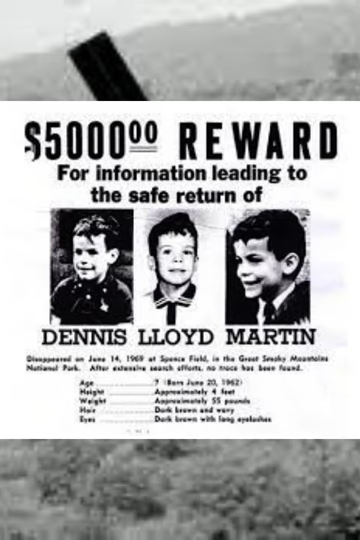 $5000⁰⁰ REWARD
For information leading to
the safe return of
DENNIS LLOYD MARTIN
Disappeared on June 14, 1969 at Spence Field, in the Great Smoky Mountains
National Park. After extensive search efforts, no trace has been found.
Age ............ 7 (Born June 20, 1962)
Height ............ Approximately 4 feet
Weight ............ Approximately 55 pounds
Hair ............ Dark brown and wavy
Eyes ............ Dark brown with long eyelashes